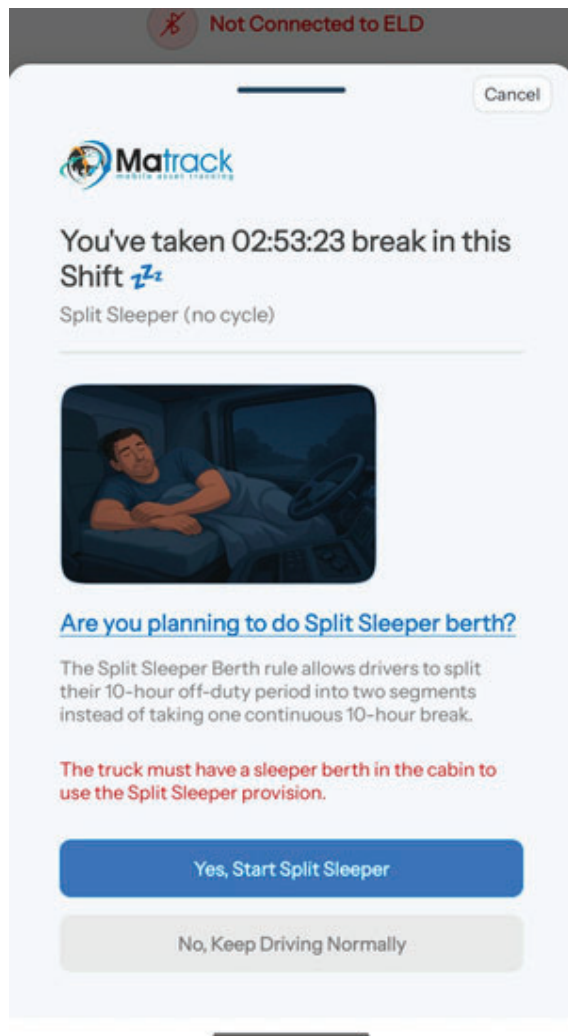 Not Connected to ELD
Cancel
Matrack
mobile asset tracking
You've taken 02:53:23 break in this
Shift zzz
Split Sleeper (no cycle)
Are you planning to do Split Sleeper berth?
The Split Sleeper Berth rule allows drivers to split
their 10-hour off-duty period into two segments
instead of taking one continuous 10-hour break.
The truck must have a sleeper berth in the cabin to
use the Split Sleeper provision.
Yes, Start Split Sleeper
No, Keep Driving Normally